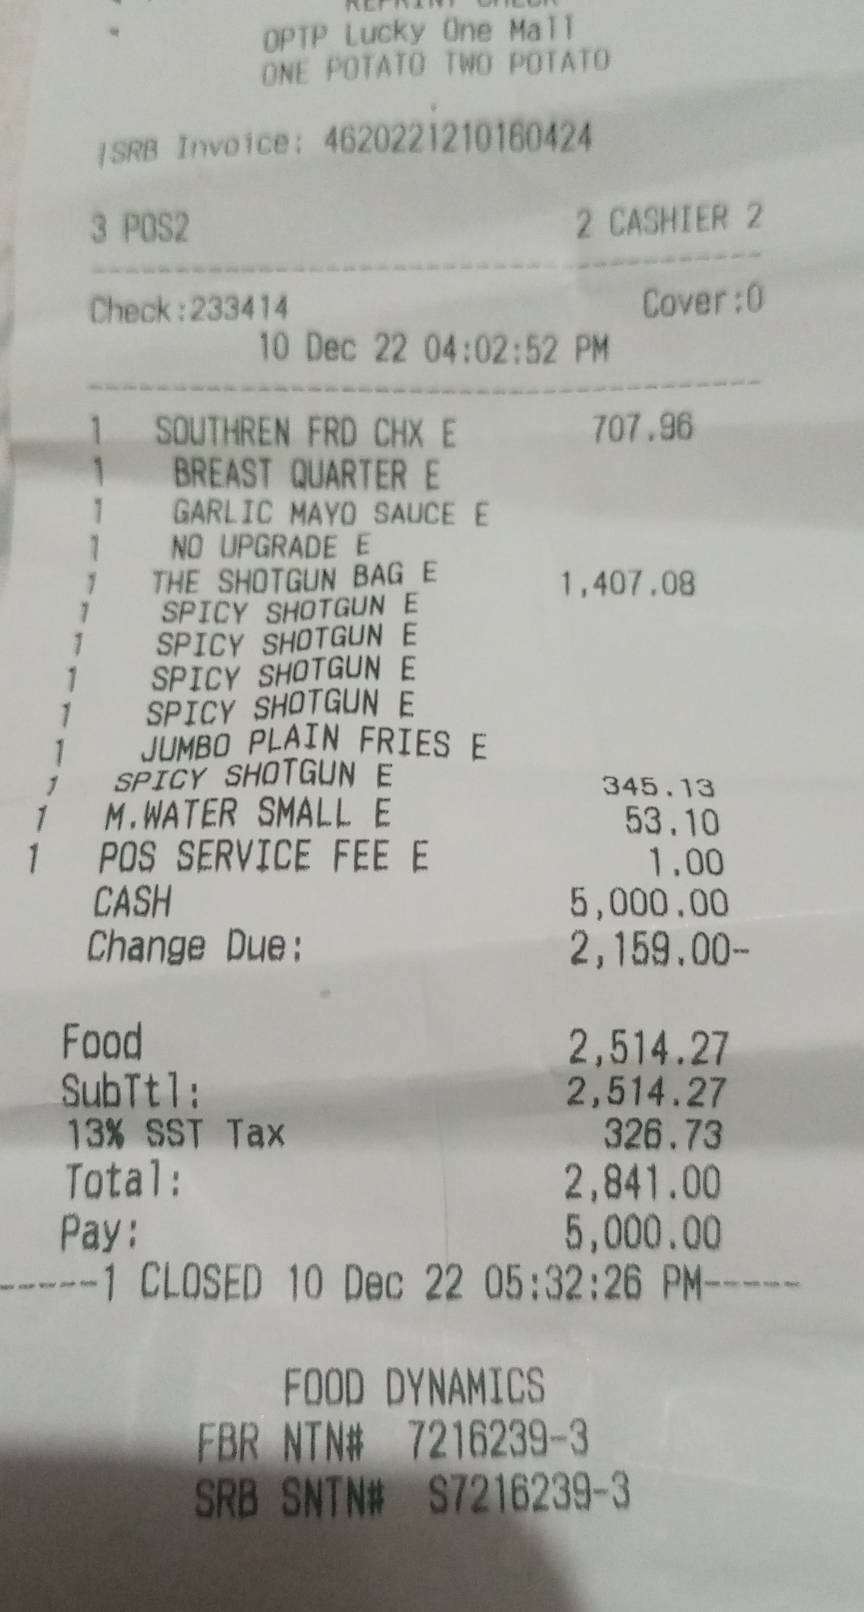 REPRINT CHECK
OPTP Lucky One Mall
ONE POTATO TWO POTATO
SRB Invoice: 4620221210160424
3 POS2 2 CASHIER 2
Check:233414 Cover:0
10 Dec 22 04:02:52 PM
1 SOUTHREN FRD CHX E 707.96
1 BREAST QUARTER E
1 GARLIC MAYO SAUCE E
1 NO UPGRADE E
1 THE SHOTGUN BAG E 1,407.08
1 SPICY SHOTGUN E
1 SPICY SHOTGUN E
1 SPICY SHOTGUN E
1 SPICY SHOTGUN E
1 JUMBO PLAIN FRIES E
1 SPICY SHOTGUN E 345.13
1 M.WATER SMALL E 53.10
1 POS SERVICE FEE E 1.00
CASH 5,000.00
Change Due: 2,159.00-
Food 2,514.27
SubTtl: 2,514.27
13% SST Tax 326.73
Total: 2,841.00
Pay: 5,000.00
-----1 CLOSED 10 Dec 22 05:32:26 PM-----
FOOD DYNAMICS
FBR NTN# 7216239-3
SRB SNTN# S7216239-3